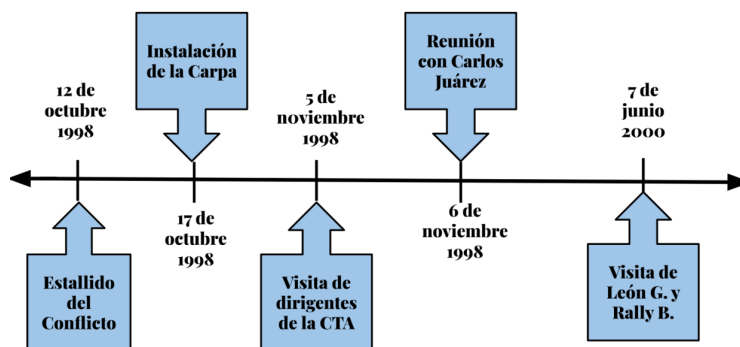 12 de
octubre
1998
Estallido
del
Conflicto
Instalación
de la Carpa
17 de
octubre
1998
5 de
noviembre
1998
Visita de
dirigentes
de la CTA
Reunión
con Carlos
Juárez
6 de
noviembre
1998
7 de
junio
2000
Visita de
León G. y
Rally B.